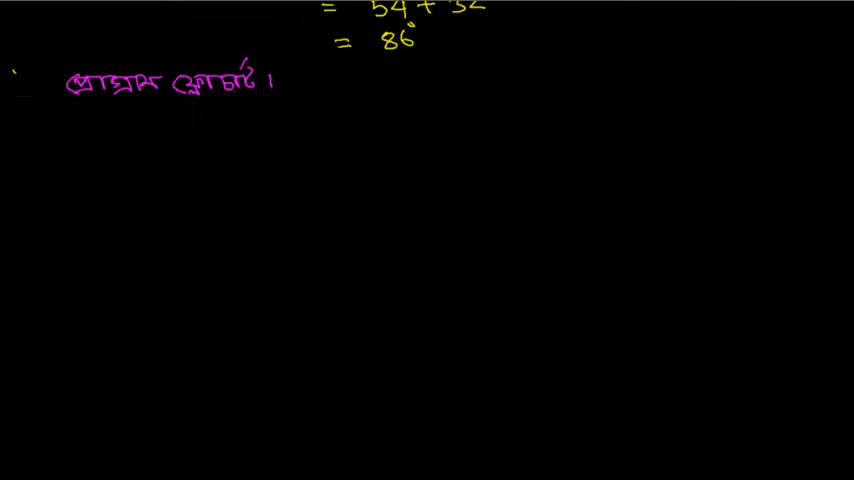 = 54 + 32
= 86°
প্রোগ্রাম ফ্লোচার্ট।